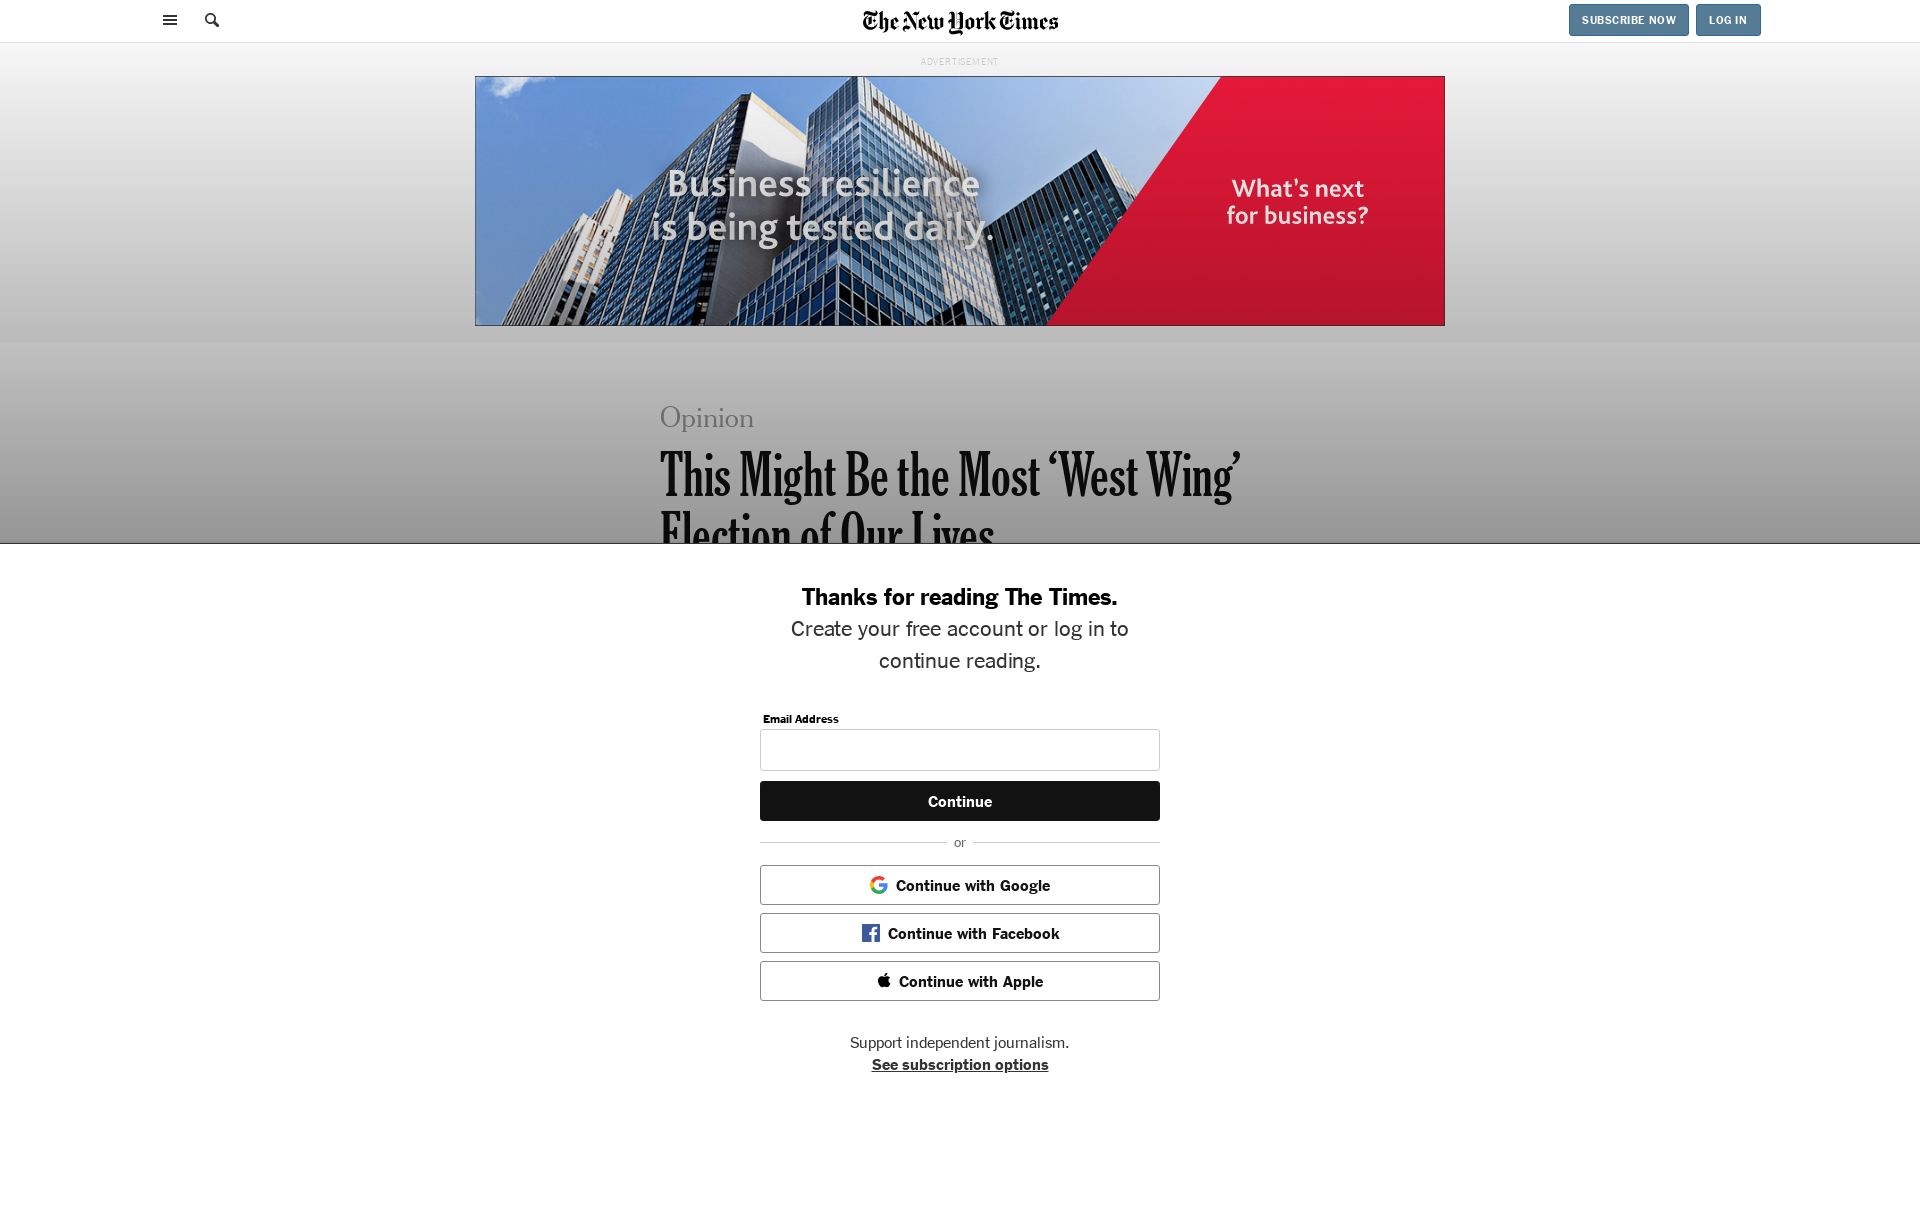 The New York Times
SUBSCRIBE NOW
LOG IN
ADVERTISEMENT
Business resilience
is being tested daily.
What's next
for business?
Opinion
This Might Be the Most ‘West Wing’
Election of Our Lives
Thanks for reading The Times.
Create your free account or log in to
continue reading.
Email Address
Continue
or
Continue with Google
Continue with Facebook
Continue with Apple
Support independent journalism.
See subscription options